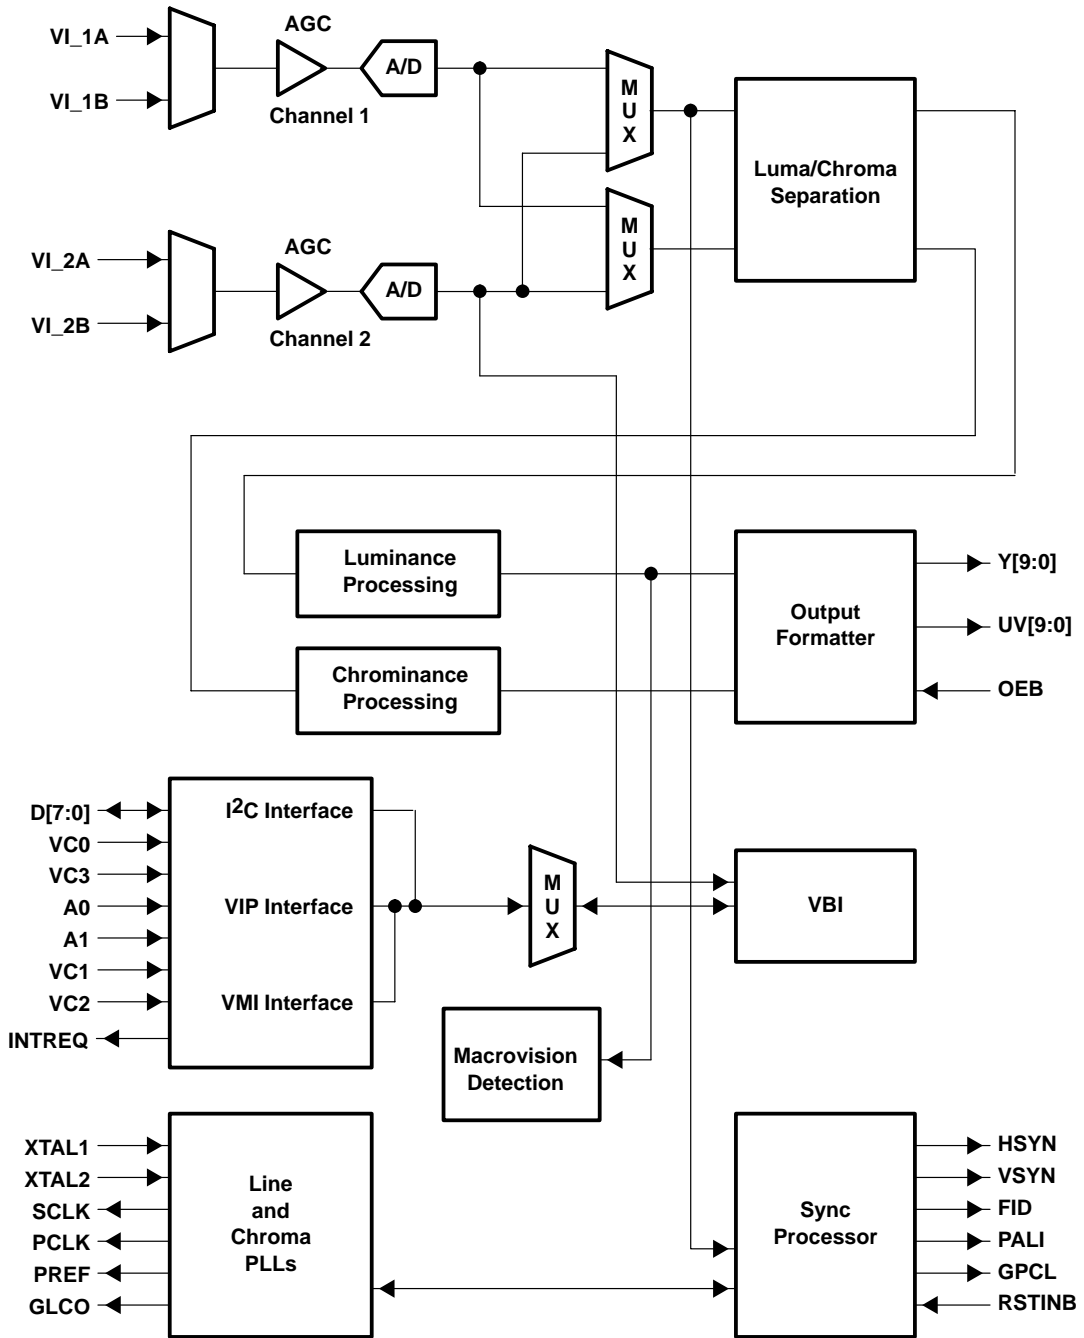 VI_1A
VI_1B
AGC
A/D
Channel 1
MUX
Luma/Chroma
Separation
VI_2A
VI_2B
AGC
A/D
Channel 2
MUX
Luminance
Processing
Chrominance
Processing
Output
Formatter
Y[9:0]
UV[9:0]
OEB
D[7:0]
VC0
VC3
A0
A1
VC1
VC2
INTREQ
I2C Interface
VIP Interface
VMI Interface
MUX
VBI
Macrovision
Detection
XTAL1
XTAL2
SCLK
PCLK
PREF
GLCO
Line
and
Chroma
PLLs
Sync
Processor
HSYN
VSYN
FID
PALI
GPCL
RSTINB